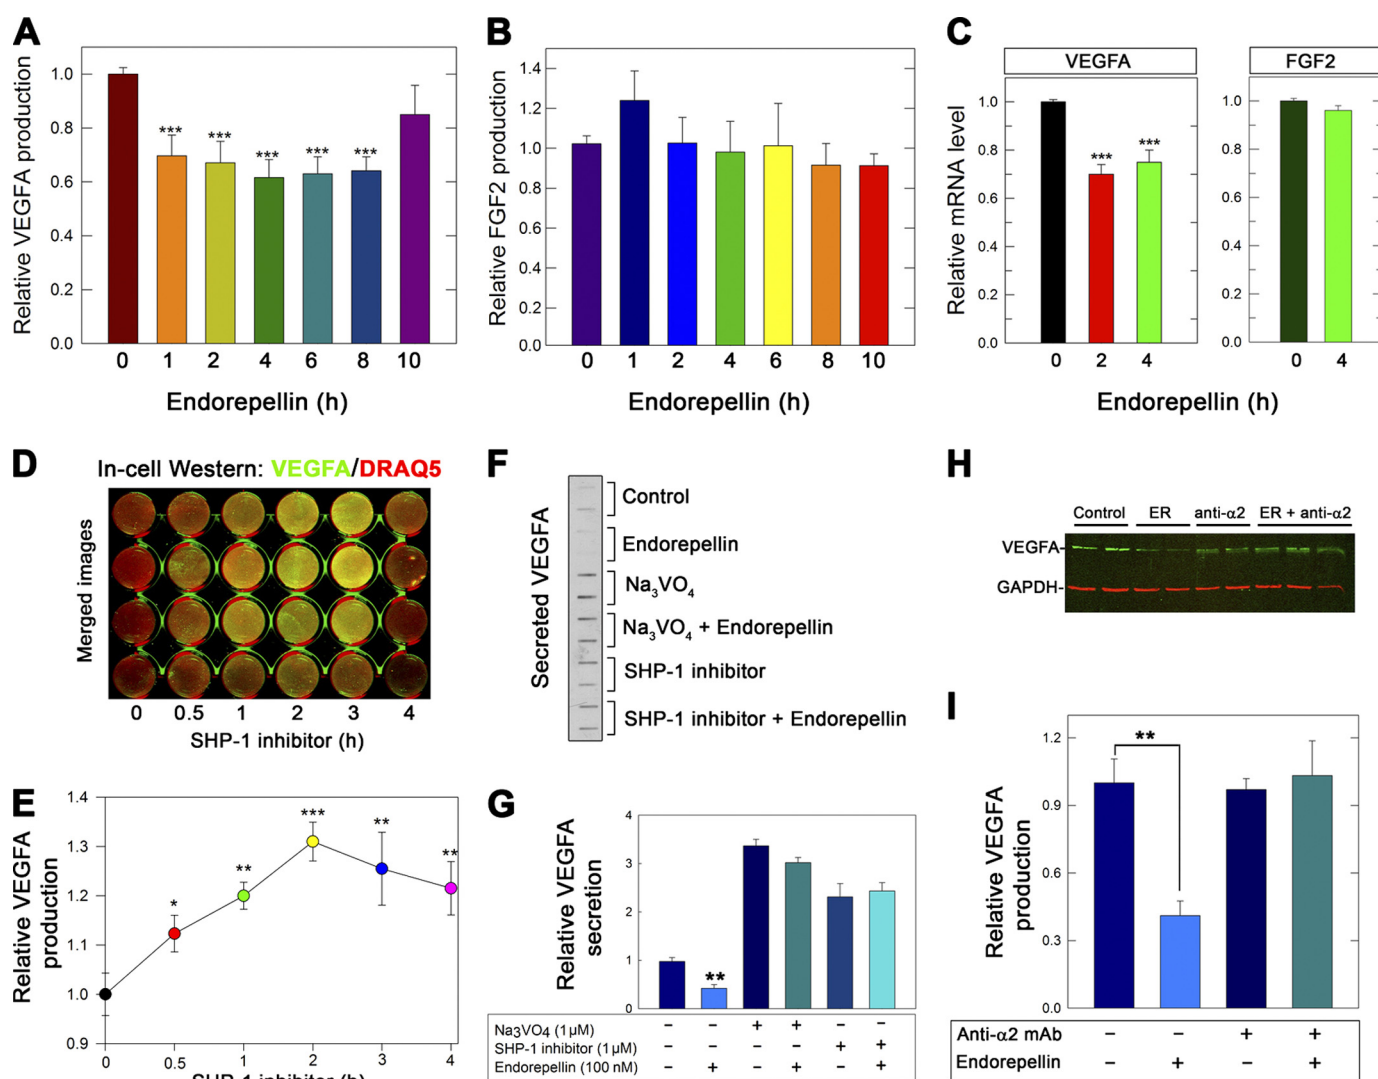 A
Relative VEGFA production
1.0
0.8
0.6
0.4
0.2
0.0
*** *** *** *** ***
0 1 2 4 6 8 10
Endorepellin (h)
B
Relative FGF2 production
1.4
1.2
1.0
0.8
0.6
0.4
0.2
0
0 1 2 4 6 8 10
Endorepellin (h)
C
VEGFA
FGF2
Relative mRNA level
1.0
0.8
0.6
0.4
0.2
0.0
*** ***
0 2 4
1.0
0.8
0.6
0.4
0.2
0.0
0 4
Endorepellin (h)
D
In-cell Western: VEGFA/DRAQ5
Merged images
0 0.5 1 2 3 4
SHP-1 inhibitor (h)
E
Relative VEGFA
production
1.4
1.3
1.2
1.1
1.0
0.9
* ** *** ** **
0 0.5 1 2 3 4
SHP-1 inhibitor (h)
F
Secreted VEGFA
Control
Endorepellin
Na3VO4
Na3VO4 + Endorepellin
SHP-1 inhibitor
SHP-1 inhibitor + Endorepellin
G
Relative VEGFA
secretion
4
3
2
1
0
**
Na3VO4 (1µM) − − + + − −
SHP-1 inhibitor (1µM) − − − − + +
Endorepellin (100 nM) − + − + − +
H
Control ER anti-α2 ER + anti-α2
VEGFA-
GAPDH-
I
Relative VEGFA
production
1.2
0.9
0.6
0.3
0.0
**
Anti-α2 mAb − − + +
Endorepellin − + − +